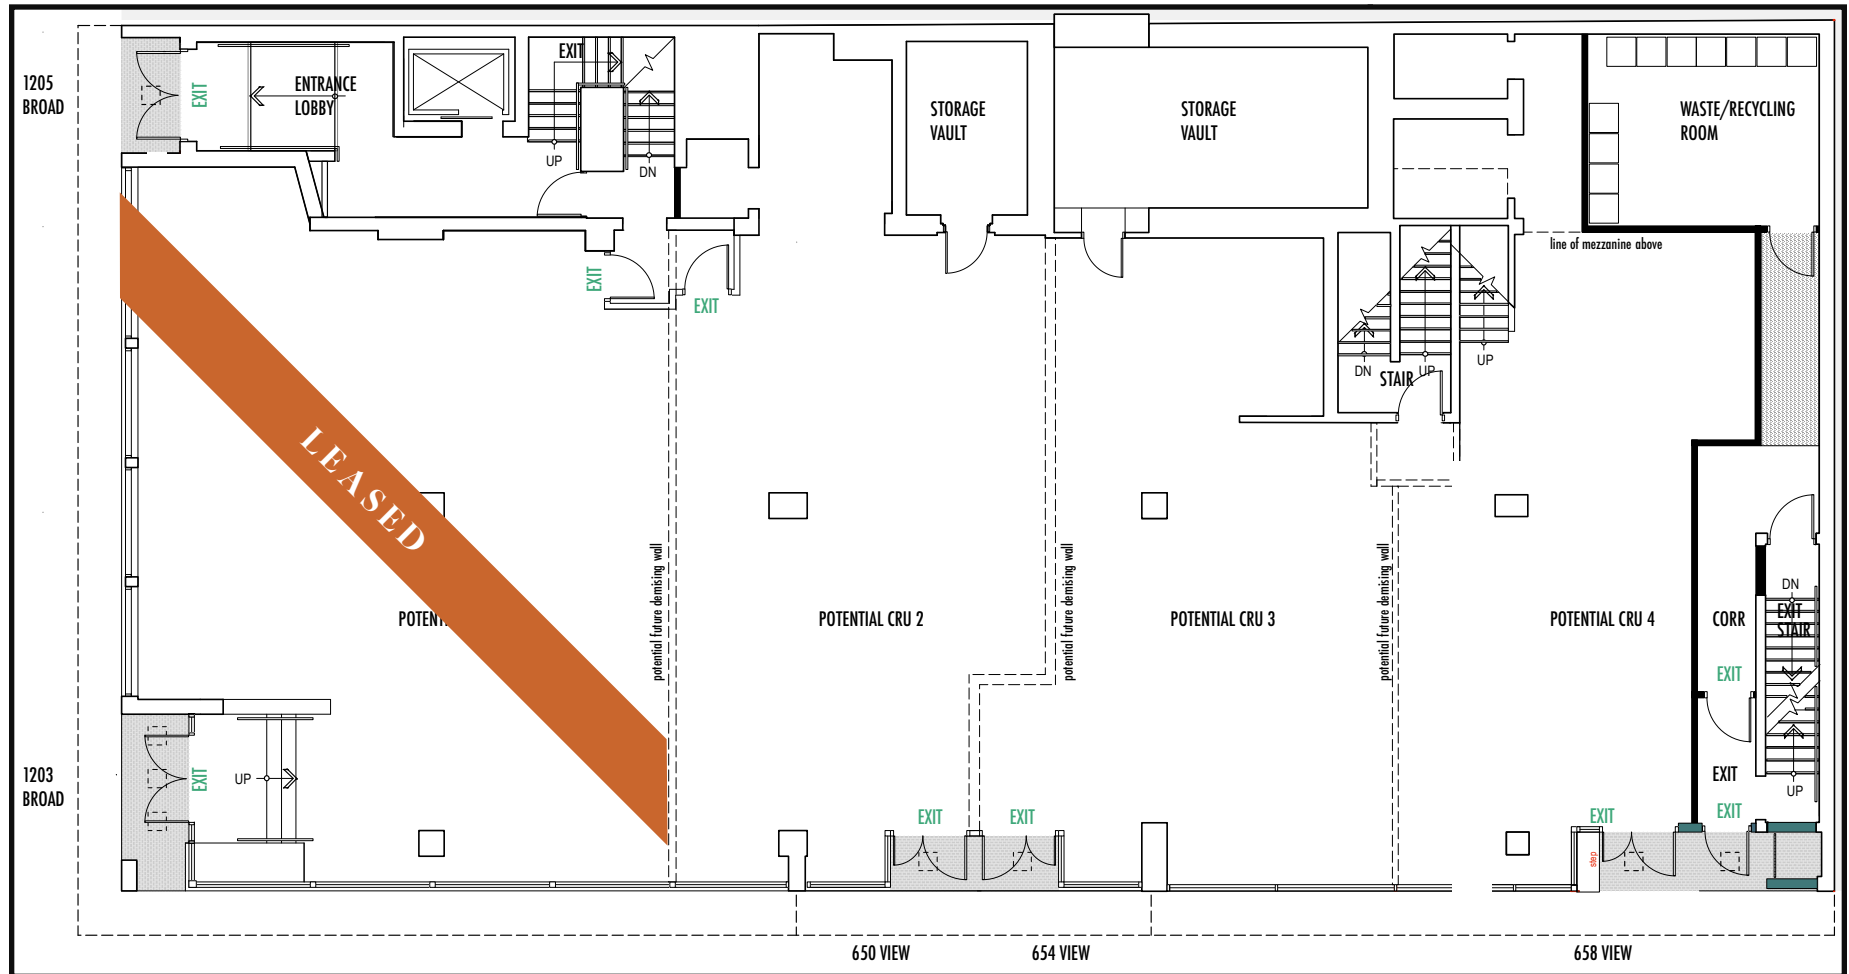 1205
BROAD
EXIT
ENTRANCE
LOBBY
EXIT
UP
DN
STORAGE
VAULT
STORAGE
VAULT
WASTE/RECYCLING
ROOM
line of mezzanine above
EXIT
EXIT
DN
UP
UP
STAIR
LEASED
potential future demising wall
potential future demising wall
potential future demising wall
POTENTIAL CRU 2
POTENTIAL CRU 3
POTENTIAL CRU 4
CORR
DN
EXIT
STAIR
EXIT
1203
BROAD
EXIT
UP
EXIT
UP
EXIT
EXIT
EXIT
EXIT
step
650 VIEW
654 VIEW
658 VIEW